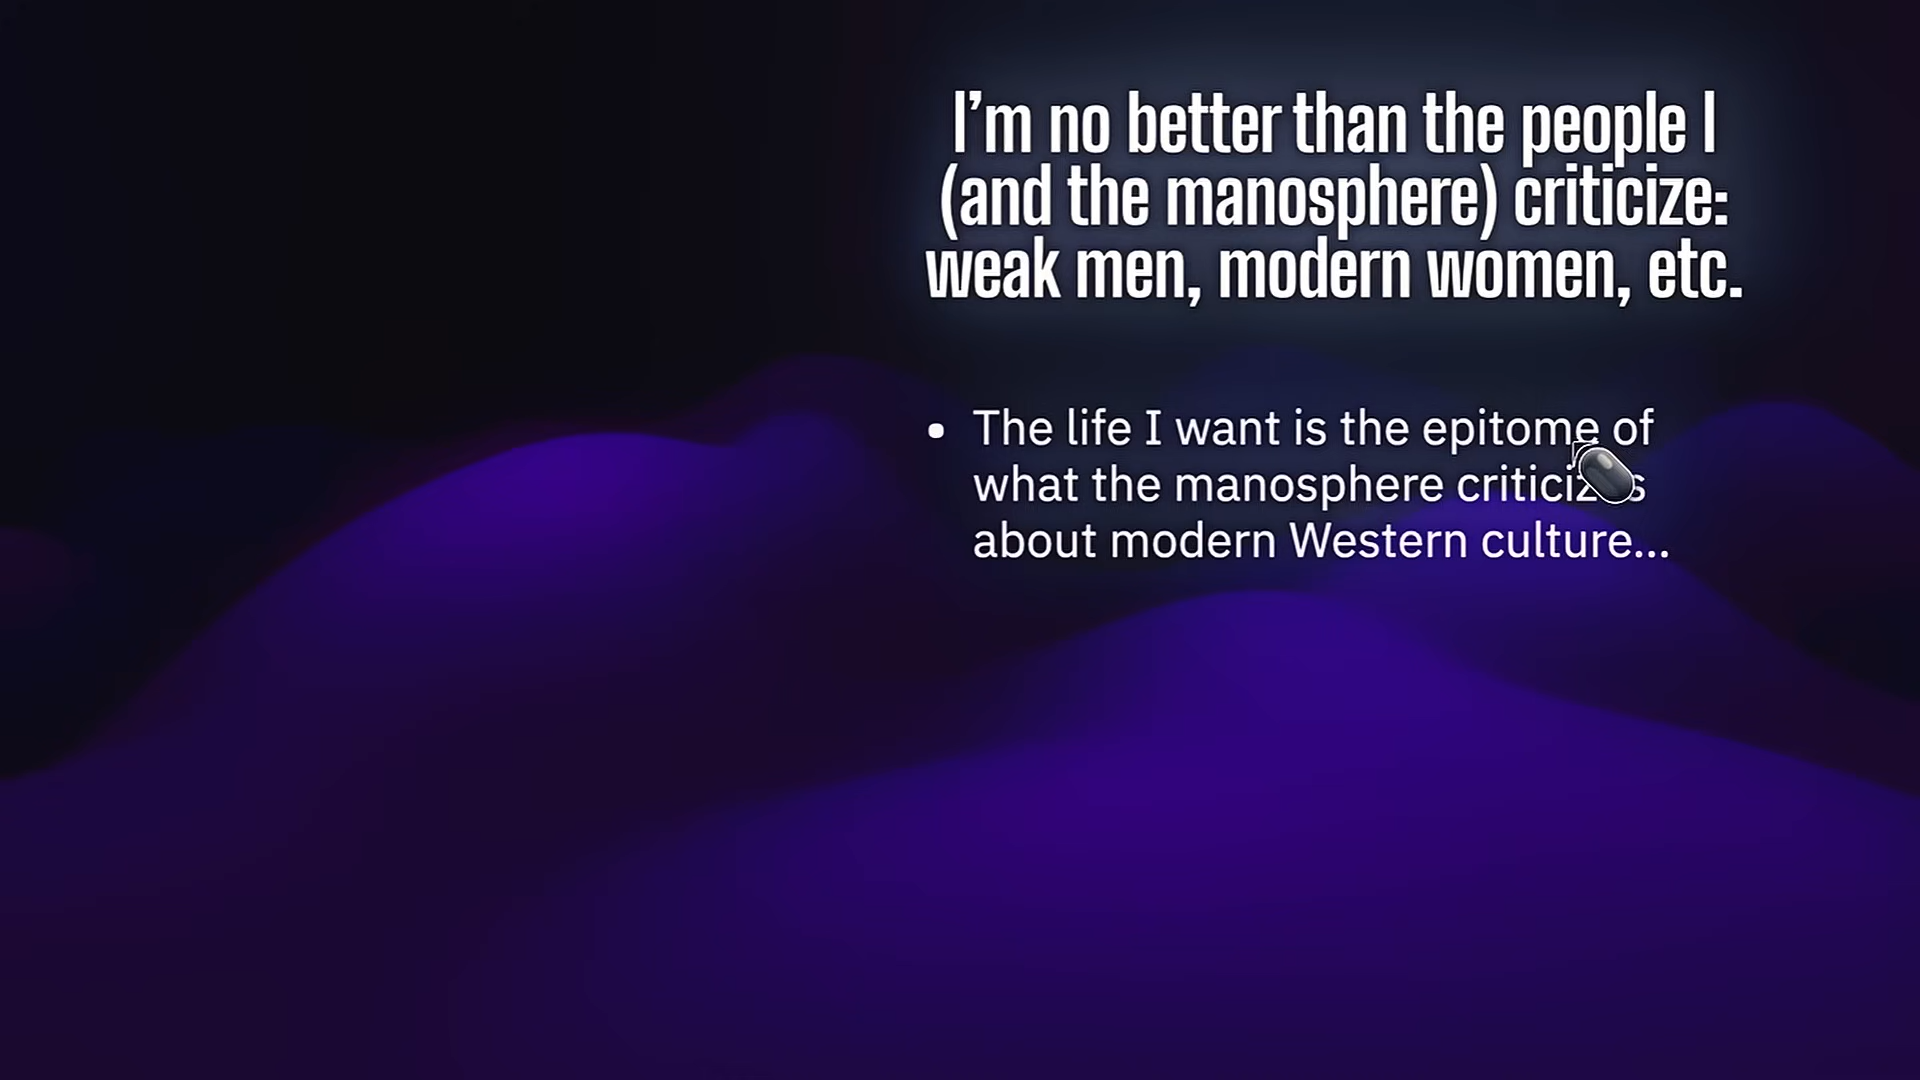 I’m no better than the people I
(and the manosphere) criticize:
weak men, modern women, etc.
• The life I want is the epitome of
what the manosphere criticizes
about modern Western culture...